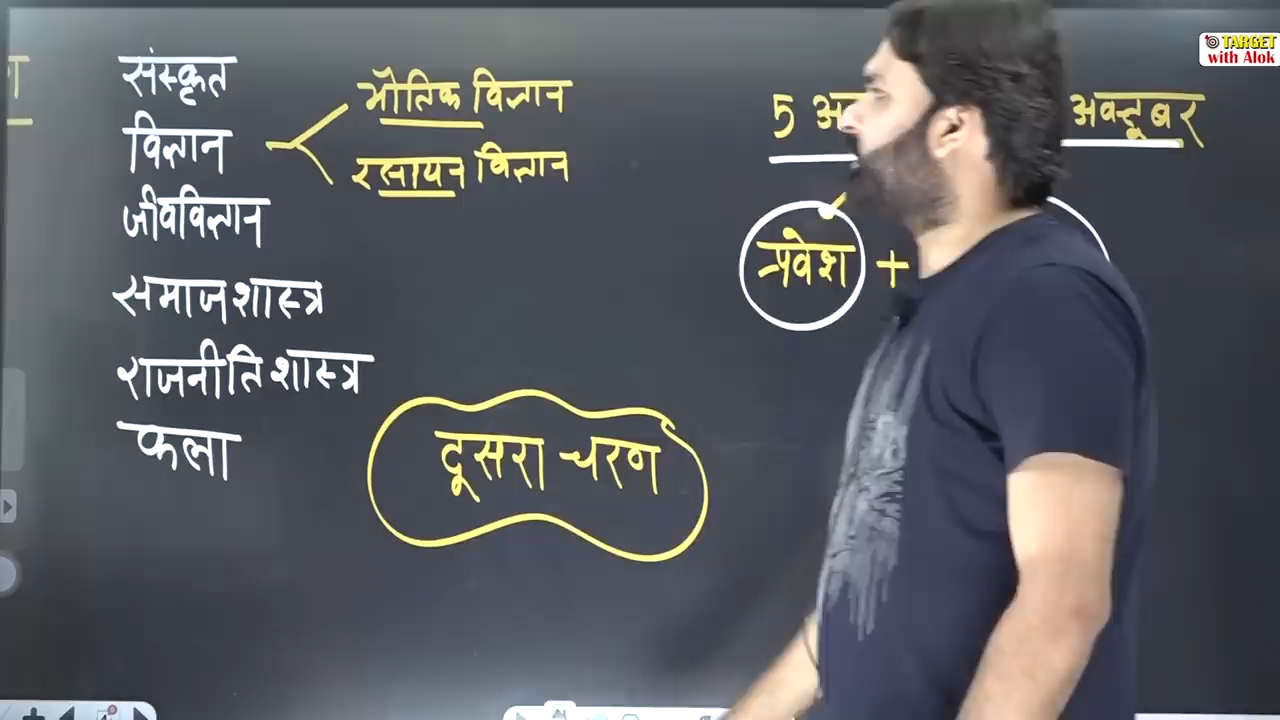 संस्कृत
विज्ञान
भौतिक विज्ञान
रसायन विज्ञान
जीवविज्ञान
समाजशास्त्र
राजनीतिशास्त्र
कला
दूसरा चरण
5
अक्टूबर
प्रवेश +
TARGET
with Alok